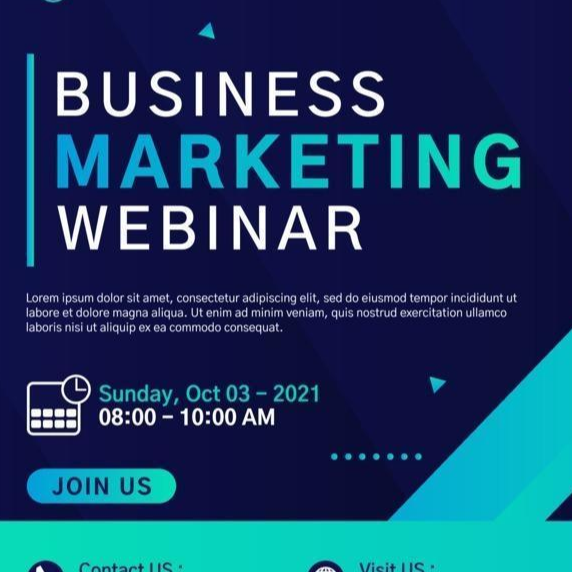 BUSINESS
MARKETING
WEBINAR
Lorem ipsum dolor sit amet, consectetur adipiscing elit, sed do eiusmod tempor incididunt ut
labore et dolore magna aliqua. Ut enim ad minim veniam, quis nostrud exercitation ullamco
laboris nisi ut aliquip ex ea commodo consequat.
Sunday, Oct 03 – 2021
08:00 – 10:00 AM
JOIN US
Contact US :
Visit US :